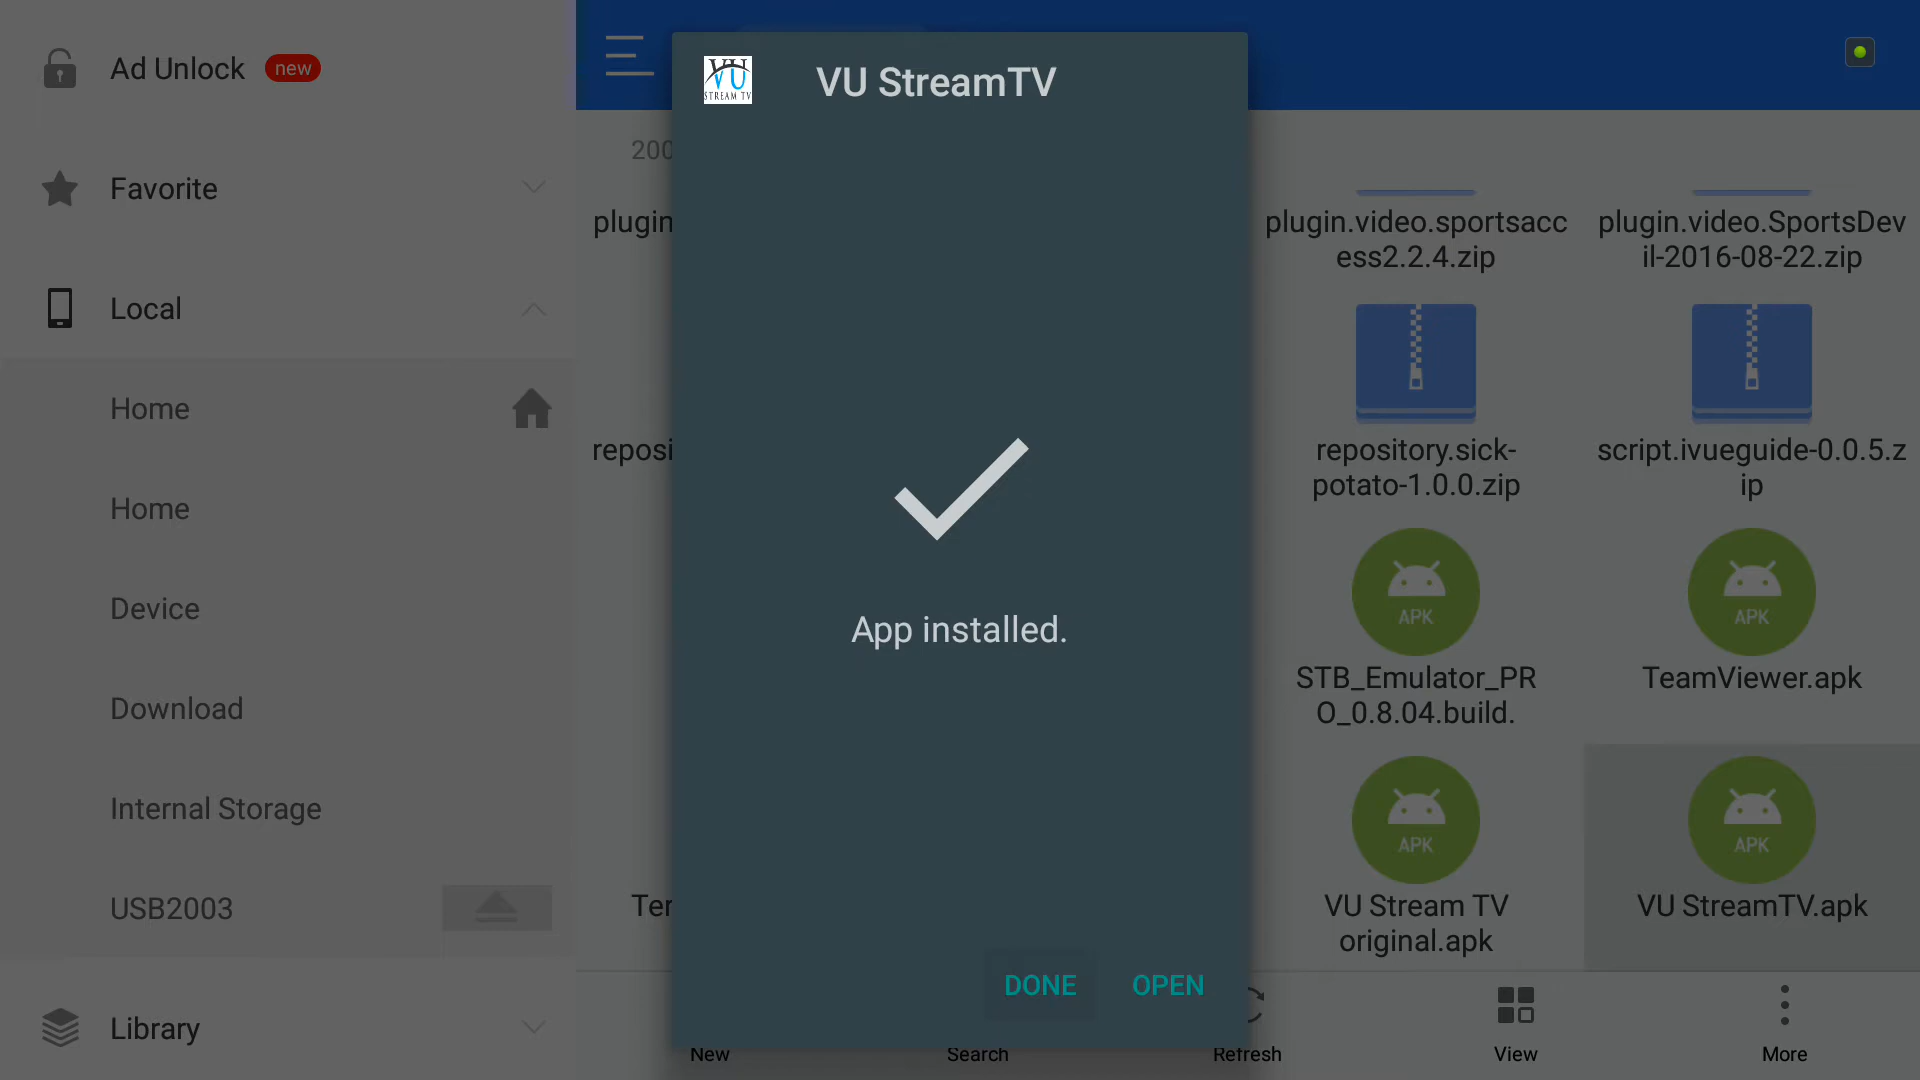 Ad Unlock new
Favorite
Local
Home
Home
Device
Download
Internal Storage
USB2003
Library
VU
STREAM TV
VU StreamTV
App installed.
DONE OPEN
200
plugin
plugin.video.sportsacc
ess2.2.4.zip
plugin.video.SportsDev
il-2016-08-22.zip
reposi
repository.sick-
potato-1.0.0.zip
script.ivueguide-0.0.5.z
ip
APK
STB_Emulator_PR
O_0.8.04.build.
APK
TeamViewer.apk
Ter
APK
VU Stream TV
original.apk
APK
VU StreamTV.apk
New
Search
Refresh
View
More